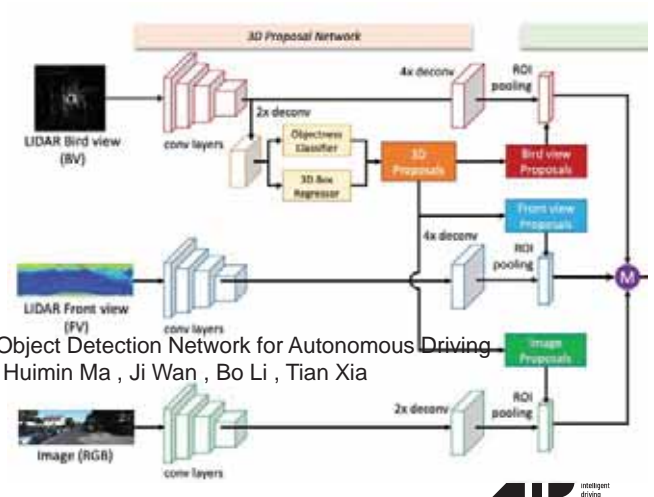 3D Proposal Network
4x deconv
ROI
pooling
2x deconv
LIDAR Bird view
(BV)
conv layers
Objectness
Classifier
3D Box
Regressor
3D
Proposals
Bird view
Proposals
Front view
Proposals
4x deconv
ROI
pooling
M
LIDAR Front view
(FV)
conv layers
Object Detection Network for Autonomous Driving
Huimin Ma , Ji Wan , Bo Li , Tian Xia
Image
Proposals
ROI
pooling
2x deconv
Image (RGB)
conv layers
intelligent
driving